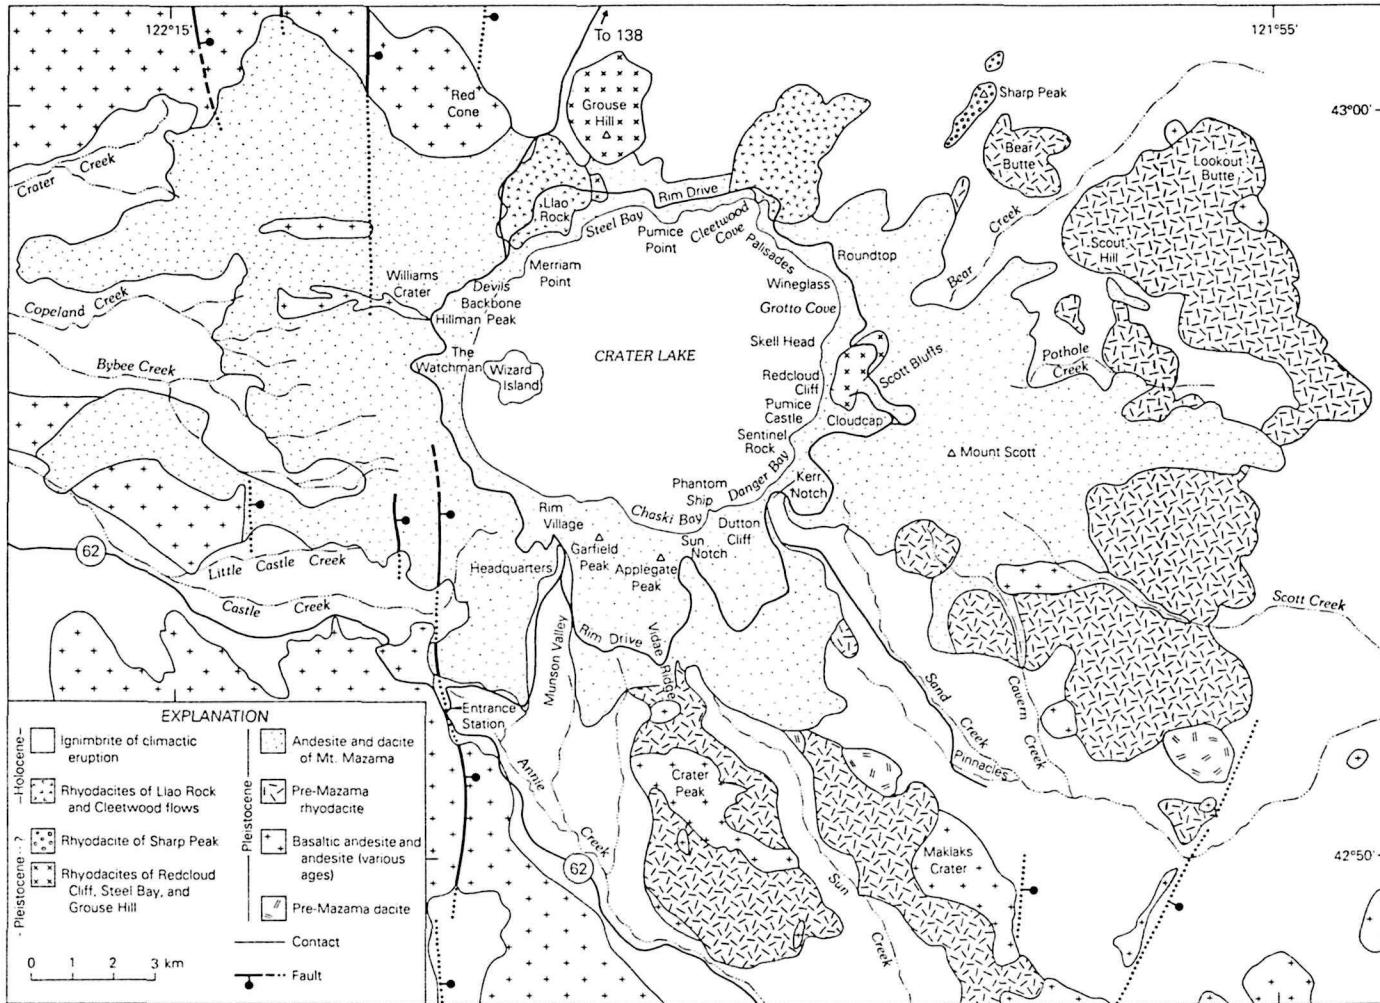 122°15'
To 138
121°55'
43°00'
Red
Cone
Grouse
Hill
Sharp Peak
Bear
Butte
Lookout
Butte
Crater Creek
Llao
Rock
Rim Drive
Steel Bay
Pumice
Point
Cleetwood
Cove
Palisades
Roundtop
Bear Creek
Scout
Hill
Williams
Crater
Merriam
Point
Devils
Backbone
Hillman Peak
Wineglass
Grotto Cove
Copeland Creek
The
Watchman
Wizard
Island
CRATER LAKE
Skell Head
Scott Bluffs
Pothole
Creek
Bybee Creek
Redcloud
Cliff
Pumice
Castle
Cloudcap
Sentinel
Rock
Mount Scott
Danger Bay
Phantom
Ship
Kerr
Notch
Rim
Village
Chaski Bay
Dutton
Cliff
Sun
Notch
Garfield
Peak
Applegate
Peak
62
Headquarters
Little Castle Creek
Castle Creek
Scott Creek
Munson Valley
Rim Drive
Vidae Ridge
Sand Creek
Cavern Creek
Entrance
Station
Pinnacles
Annie Creek
Crater
Peak
Sun Creek
Maklaks
Crater
62
42°50'
EXPLANATION
Holocene
Pleistocene ?
Ignimbrite of climactic
eruption
Rhyodacites of Llao Rock
and Cleetwood flows
Rhyodacite of Sharp Peak
Rhyodacites of Redcloud
Cliff, Steel Bay, and
Grouse Hill
Pleistocene
Andesite and dacite
of Mt. Mazama
Pre-Mazama
rhyodacite
Basaltic andesite and
andesite (various
ages)
Pre-Mazama dacite
Contact
Fault
0 1 2 3 km